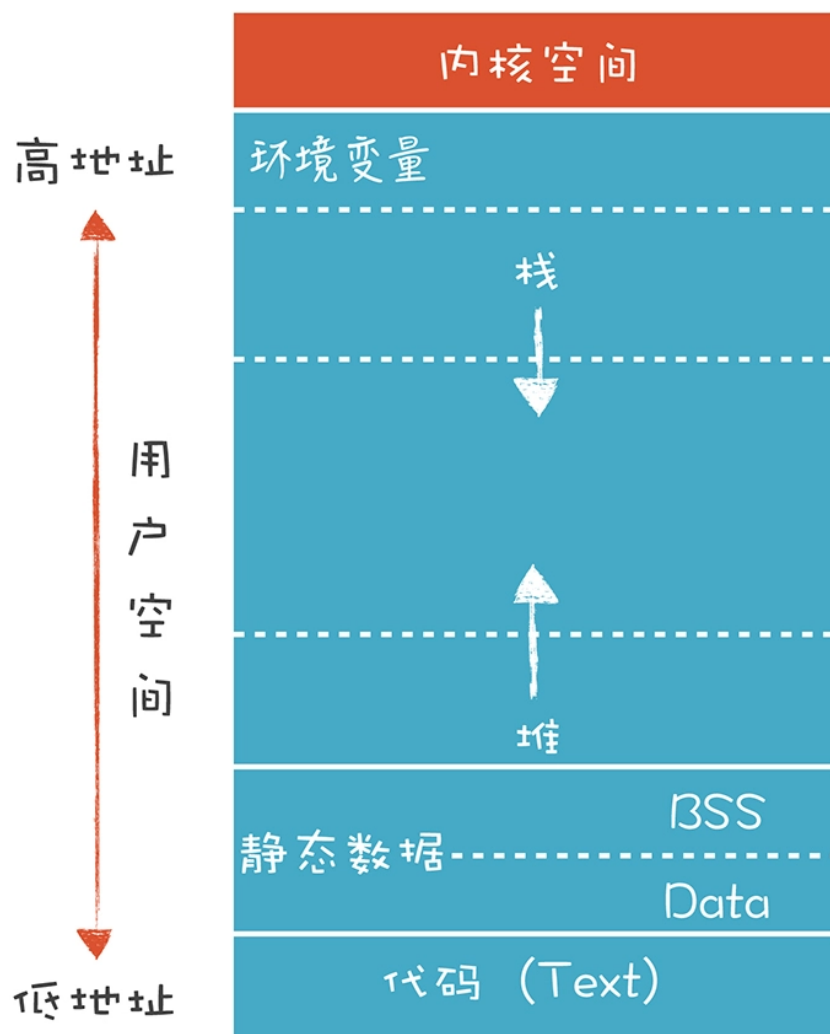 内核空间
高地址
环境变量
栈
用户空间
堆
BSS
静态数据
Data
代码 (Text)
低地址